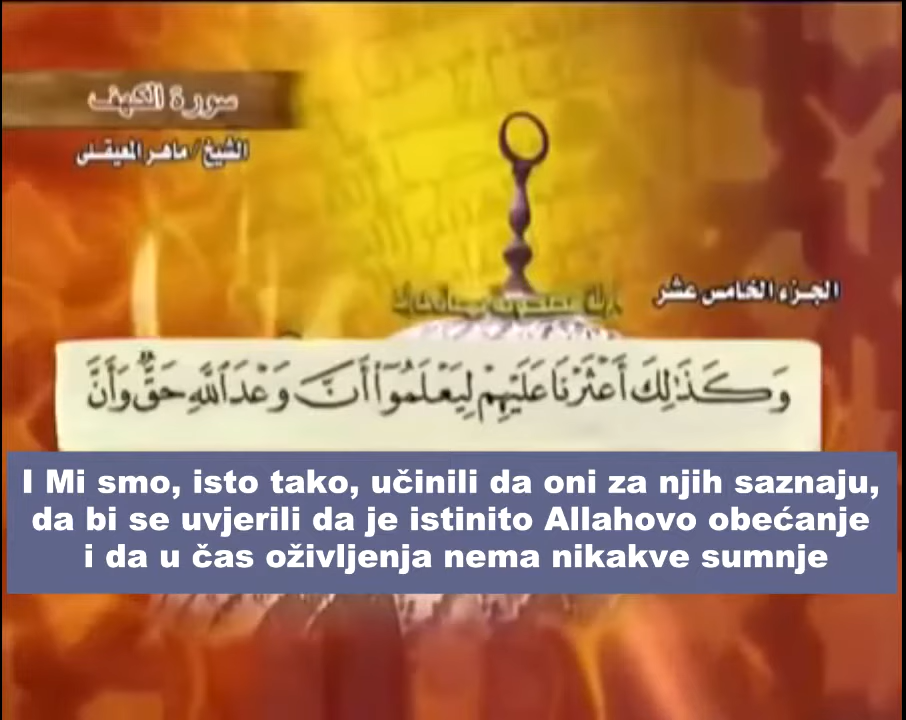 سورة الكهف
الشيخ / ماهر المعيقلي
الجزء الخامس عشر
وَكَذَٰلِكَ أَعْثَرْنَا عَلَيْهِمْ لِيَعْلَمُوٓا۟ أَنَّ وَعْدَ ٱللَّهِ حَقٌّۭ وَأَنَّ
I Mi smo, isto tako, učinili da oni za njih saznaju,
da bi se uvjerili da je istinito Allahovo obećanje
i da u čas oživljenja nema nikakve sumnje